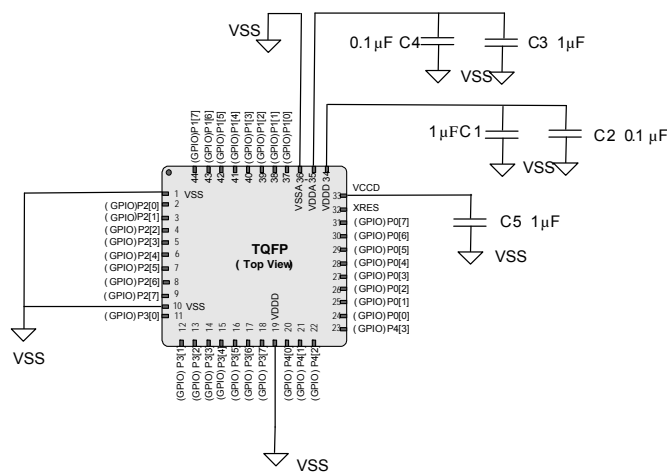 VSS
0.1 µF C4
C3 1µF
VSS
1µFC1
C2 0.1 µF
VSS
44 (GPIO)P1[7]
43 (GPIO)P1[6]
42 (GPIO)P1[5]
41 (GPIO)P1[4]
40 (GPIO)P1[3]
39 (GPIO)P1[2]
38 (GPIO)P1[1]
37 (GPIO)P1[0]
VSSA 36
VDDA 35
VDDD 34
1 VSS
(GPIO)P2[0] 2
(GPIO)P2[1] 3
(GPIO)P2[2] 4
(GPIO)P2[3] 5
(GPIO)P2[4] 6
(GPIO)P2[5] 7
(GPIO)P2[6] 8
(GPIO)P2[7] 9
10 VSS
(GPIO)P3[0] 11
TQFP
( Top View)
33 VCCD
32 XRES
31 (GPIO) P0[7]
30 (GPIO) P0[6]
29 (GPIO) P0[5]
28 (GPIO) P0[4]
27 (GPIO) P0[3]
26 (GPIO) P0[2]
25 (GPIO) P0[1]
24 (GPIO) P0[0]
23 (GPIO) P4[3]
C5 1µF
VSS
12 (GPIO) P3[1]
13 (GPIO) P3[2]
14 (GPIO) P3[3]
15 (GPIO) P3[4]
16 (GPIO) P3[5]
17 (GPIO) P3[6]
18 (GPIO) P3[7]
19 VDDD
20 (GPIO) P4[0]
21 (GPIO) P4[1]
22 (GPIO) P4[2]
VSS
VSS